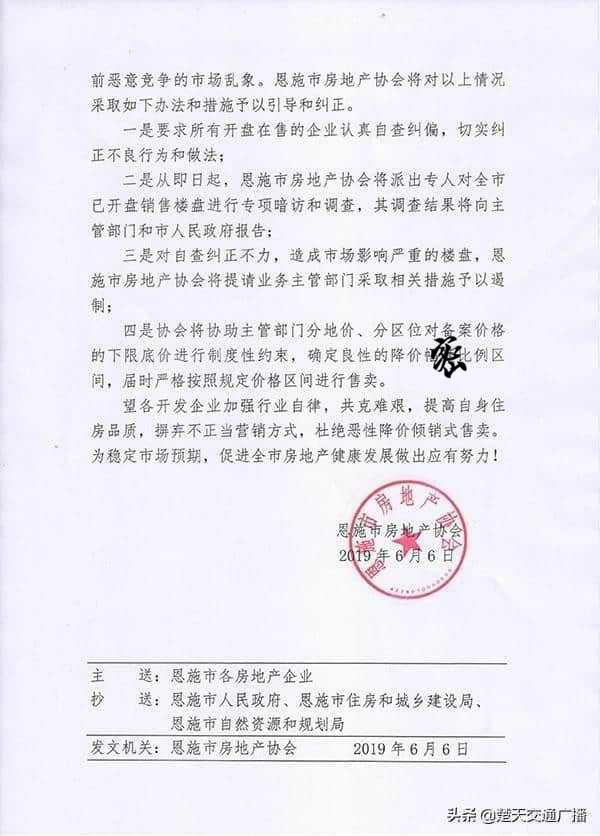 前恶意竞争的市场乱象。恩施市房地产协会将对以上情况
采取如下办法和措施予以引导和纠正。
一是要求所有开盘在售的企业认真自查纠偏，切实纠
正不良行为和做法；
二是从即日起，恩施市房地产协会将派出专人对全市
已开盘销售楼盘进行专项暗访和调查，其调查结果将向主
管部门和市人民政府报告；
三是对自查纠正不力，造成市场影响严重的楼盘，恩
施市房地产协会将提请业务主管部门采取相关措施予以遏
制；
四是协会将协助主管部门分地价、分区位对备案价格
的下限底价进行制度性约束，确定良性的降价比例区
间，届时严格按照规定价格区间进行售卖。
望各开发企业加强行业自律，共克难艰，提高自身住
房品质，摒弃不正当营销方式，杜绝恶性降价倾销式售卖。
为稳定市场预期，促进全市房地产健康发展做出应有努力！
恩施市房地产协会
恩施市房地产协会
2019年6月6日
主　送：恩施市各房地产企业
抄　送：恩施市人民政府、恩施市住房和城乡建设局、
恩施市自然资源和规划局
发文机关：恩施市房地产协会　2019年6月6日
头条 @楚天交通广播